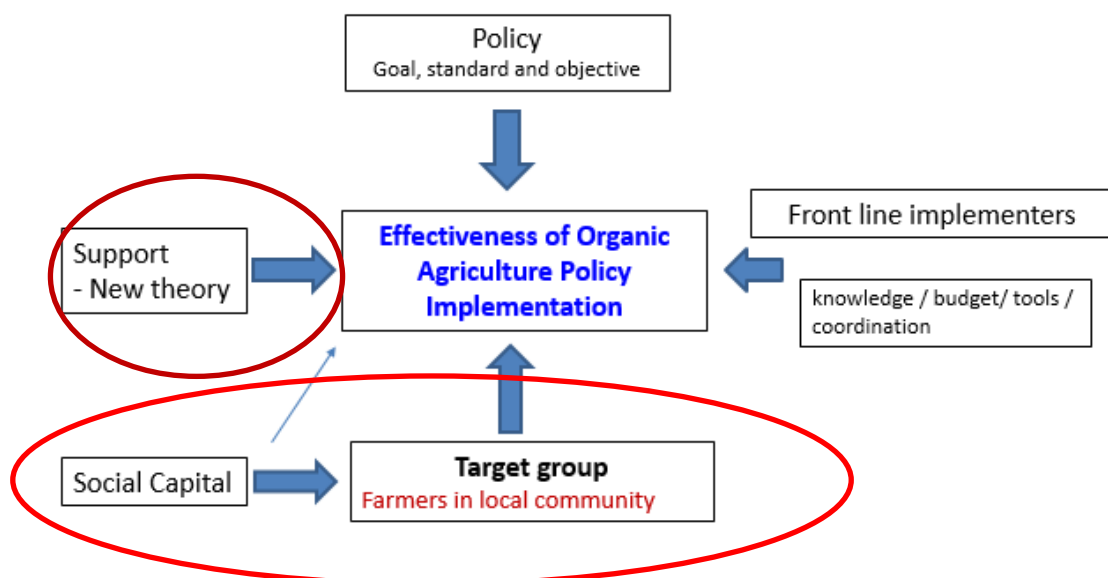 Policy
Goal, standard and objective
Support
- New theory
Effectiveness of Organic
Agriculture Policy
Implementation
Front line implementers
knowledge / budget/ tools /
coordination
Social Capital
Target group
Farmers in local community